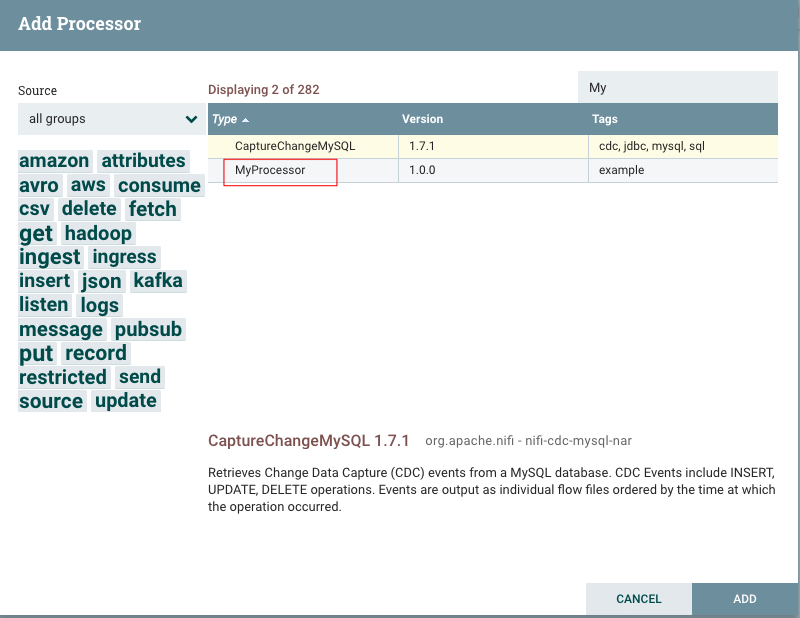 Add Processor
Source
Displaying 2 of 282
My
all groups
Type
Version
Tags
CaptureChangeMySQL
1.7.1
cdc, jdbc, mysql, sql
MyProcessor
1.0.0
example
amazon attributes
avro aws consume
csv delete fetch
get hadoop
ingest ingress
insert json kafka
listen logs
message pubsub
put record
restricted send
source update
CaptureChangeMySQL 1.7.1 org.apache.nifi - nifi-cdc-mysql-nar
Retrieves Change Data Capture (CDC) events from a MySQL database. CDC Events include INSERT,
UPDATE, DELETE operations. Events are output as individual flow files ordered by the time at which
the operation occurred.
CANCEL
ADD